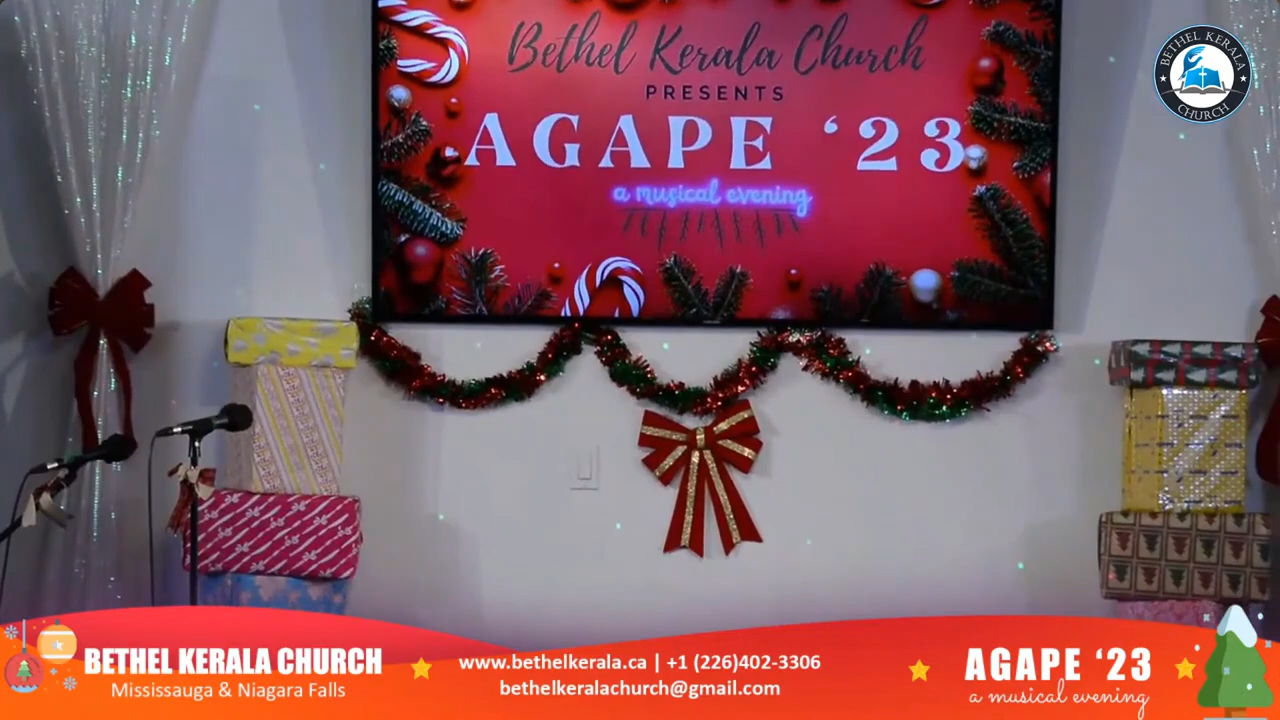 Bethel Kerala Church
PRESENTS
AGAPE ‘23
a musical evening
BETHEL KERALA
CHURCH
BETHEL KERALA CHURCH
Mississauga & Niagara Falls
www.bethelkerala.ca | +1 (226)402-3306
bethelkeralachurch@gmail.com
AGAPE ‘23
a musical evening